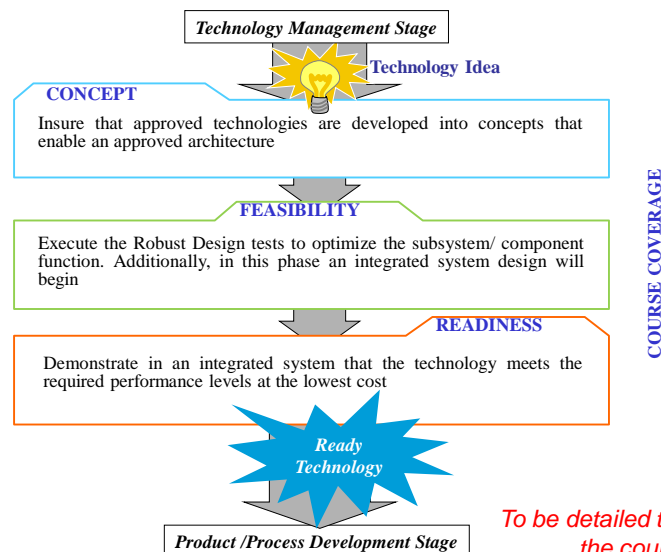 Technology Management Stage
Technology Idea
CONCEPT
Insure that approved technologies are developed into concepts that
enable an approved architecture
FEASIBILITY
Execute the Robust Design tests to optimize the subsystem/ component
function. Additionally, in this phase an integrated system design will
begin
READINESS
Demonstrate in an integrated system that the technology meets the
required performance levels at the lowest cost
Ready
Technology
Product /Process Development Stage
COURSE COVERAGE
To be detailed t
the cou